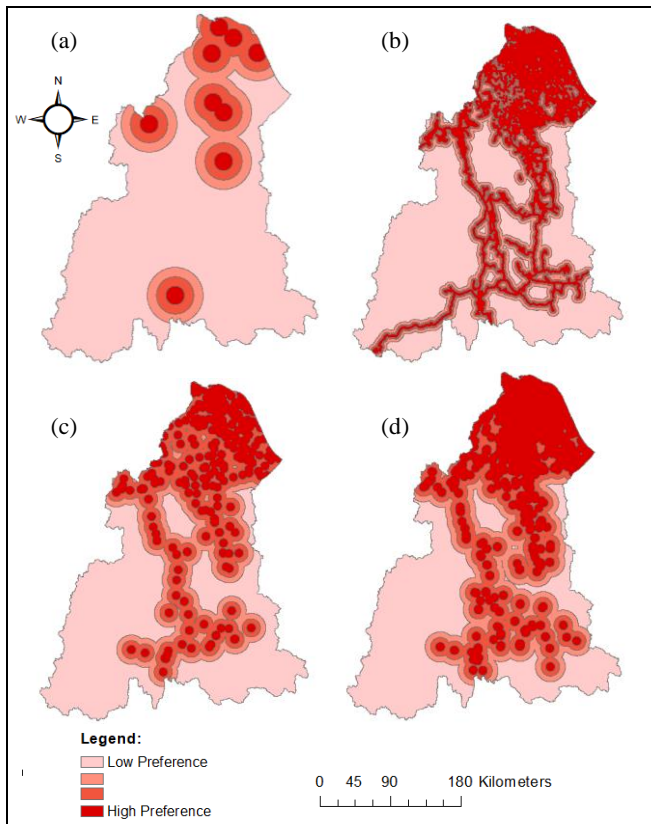 (a)
(b)
N
W E
S
(c)
(d)
Legend:
Low Preference
High Preference
0 45 90 180 Kilometers